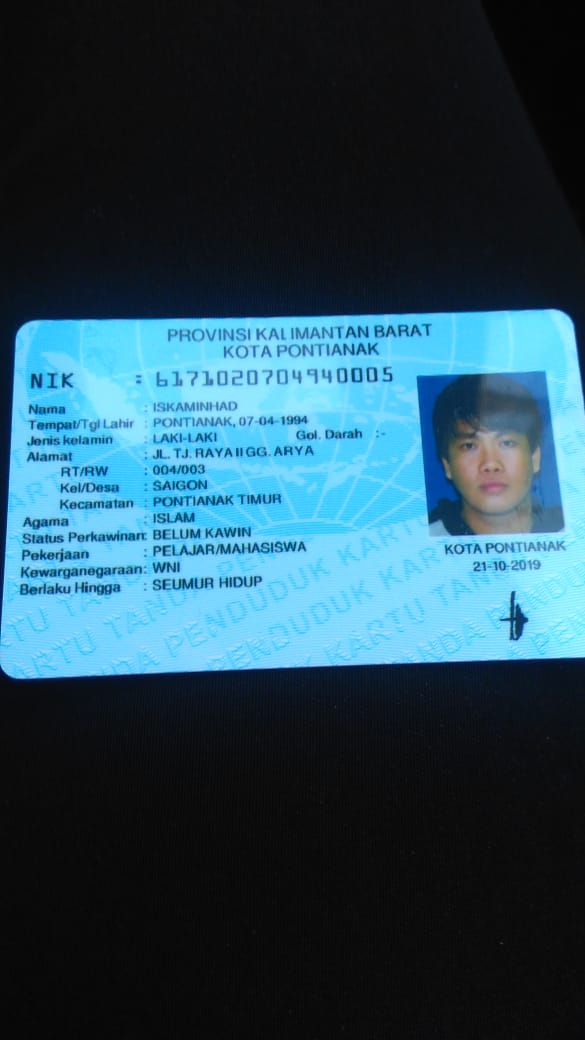 PROVINSI KALIMANTAN BARAT
KOTA PONTIANAK
NIK : 6171020704940005
Nama : ISKAMINHAD
Tempat/Tgl Lahir : PONTIANAK, 07-04-1994
Jenis kelamin : LAKI-LAKI Gol. Darah :-
Alamat : JL. TJ. RAYA II GG. ARYA
RT/RW : 004/003
Kel/Desa : SAIGON
Kecamatan : PONTIANAK TIMUR
Agama : ISLAM
Status Perkawinan: BELUM KAWIN
Pekerjaan : PELAJAR/MAHASISWA
Kewarganegaraan: WNI
Berlaku Hingga : SEUMUR HIDUP
KOTA PONTIANAK
21-10-2019